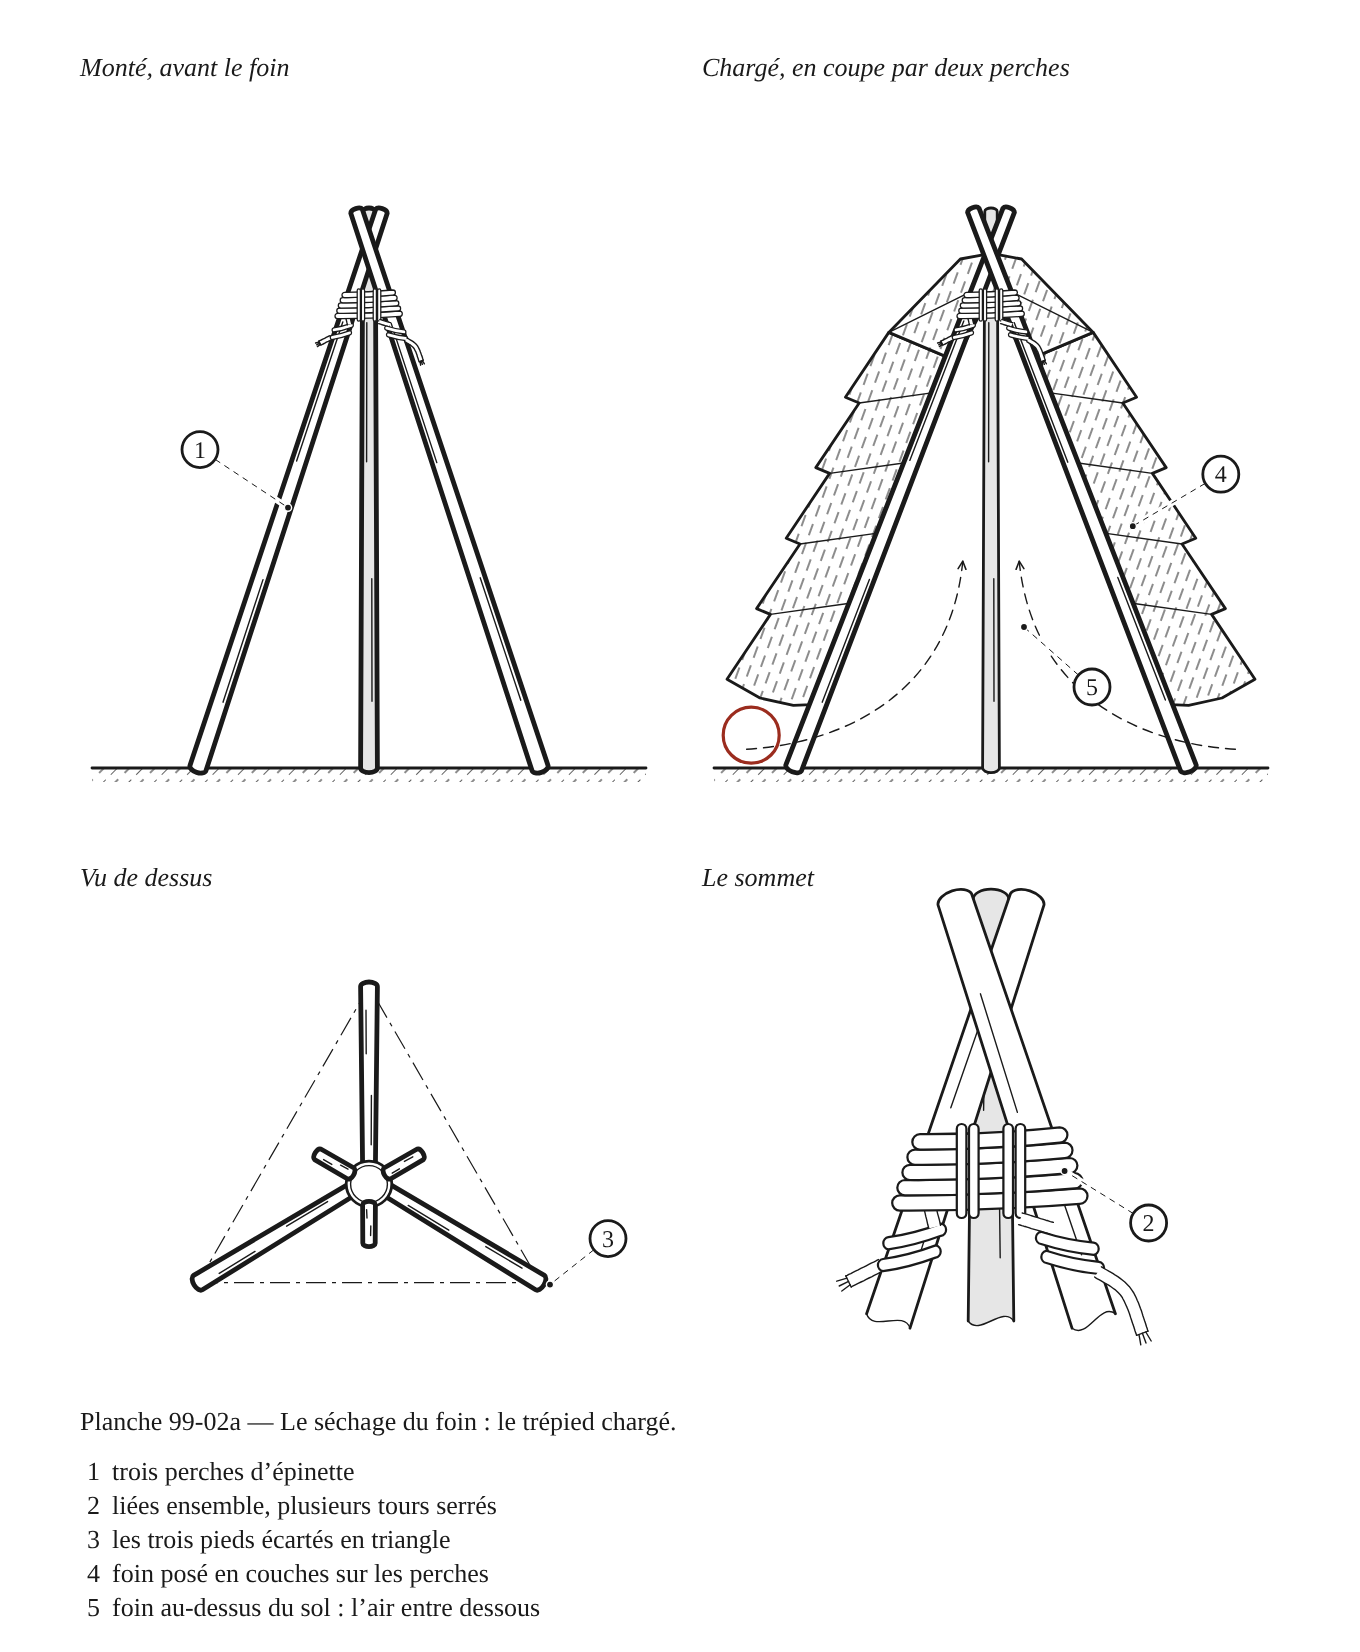 Monté, avant le foin
Chargé, en coupe par deux perches
1
4
5
Vu de dessus
Le sommet
3
2
Planche 99-02a — Le séchage du foin : le trépied chargé.
1 trois perches d’épinette
2 liées ensemble, plusieurs tours serrés
3 les trois pieds écartés en triangle
4 foin posé en couches sur les perches
5 foin au-dessus du sol : l’air entre dessous